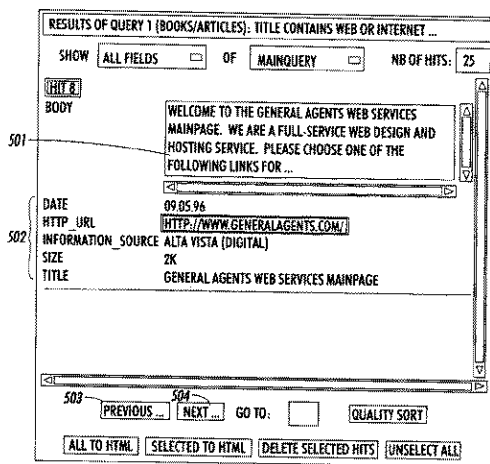 RESULTS OF QUERY 1 {BOOKS/ARTICLES}: TITLE CONTAINS WEB OR INTERNET ...
SHOW ALL FIELDS OF MAINQUERY NB OF HITS: 25
HIT 8
BODY
WELCOME TO THE GENERAL AGENTS WEB SERVICES
MAINPAGE. WE ARE A FULL-SERVICE WEB DESIGN AND
HOSTING SERVICE. PLEASE CHOOSE ONE OF THE
FOLLOWING LINKS FOR ...
501
DATE 09.05.96
HTTP_URL HTTP://WWW.GENERALAGENTS.COM/
502
INFORMATION_SOURCE ALTA VISTA (DIGITAL)
SIZE 2K
TITLE GENERAL AGENTS WEB SERVICES MAINPAGE
503 504
PREVIOUS ... NEXT ... GO TO: QUALITY SORT
ALL TO HTML SELECTED TO HTML DELETE SELECTED HITS UNSELECT ALL